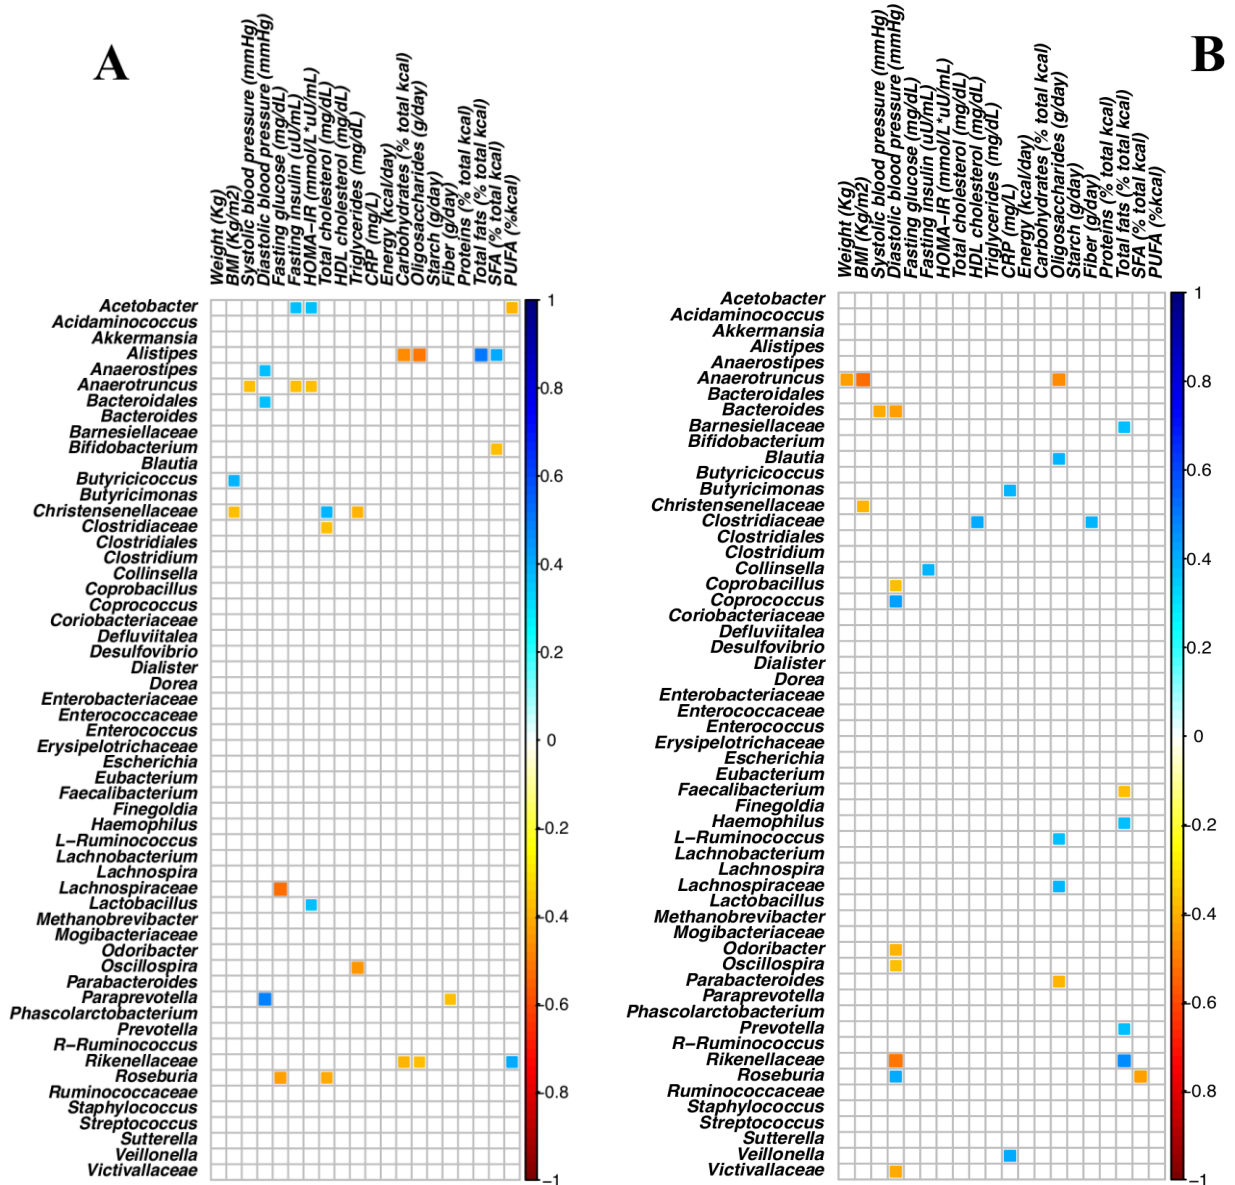 A
Weight (Kg)
BMI (Kg/m2)
Systolic blood pressure (mmHg)
Diastolic blood pressure (mmHg)
Fasting glucose (mg/dL)
Fasting insulin (uU/mL)
HOMA−IR (mmol/L*uU/mL)
Total cholesterol (mg/dL)
HDL cholesterol (mg/dL)
Triglycerides (mg/dL)
CRP (mg/L)
Energy (kcal/day)
Carbohydrates (% total kcal)
Oligosaccharides (g/day)
Starch (g/day)
Fiber (g/day)
Proteins (% total kcal)
Total fats (% total kcal)
SFA (% total kcal)
PUFA (%kcal)
Acetobacter
Acidaminococcus
Akkermansia
Alistipes
Anaerostipes
Anaerotruncus
Bacteroidales
Bacteroides
Barnesiellaceae
Bifidobacterium
Blautia
Butyricicoccus
Butyricimonas
Christensenellaceae
Clostridiaceae
Clostridiales
Clostridium
Collinsella
Coprobacillus
Coprococcus
Coriobacteriaceae
Defluviitalea
Desulfovibrio
Dialister
Dorea
Enterobacteriaceae
Enterococcaceae
Enterococcus
Erysipelotrichaceae
Escherichia
Eubacterium
Faecalibacterium
Finegoldia
Haemophilus
L−Ruminococcus
Lachnobacterium
Lachnospira
Lachnospiraceae
Lactobacillus
Methanobrevibacter
Mogibacteriaceae
Odoribacter
Oscillospira
Parabacteroides
Paraprevotella
Phascolarctobacterium
Prevotella
R−Ruminococcus
Rikenellaceae
Roseburia
Ruminococcaceae
Staphylococcus
Streptococcus
Sutterella
Veillonella
Victivallaceae
1
0.8
0.6
0.4
0.2
0
−0.2
−0.4
−0.6
−0.8
−1
B
Weight (Kg)
BMI (Kg/m2)
Systolic blood pressure (mmHg)
Diastolic blood pressure (mmHg)
Fasting glucose (mg/dL)
Fasting insulin (uU/mL)
HOMA−IR (mmol/L*uU/mL)
Total cholesterol (mg/dL)
HDL cholesterol (mg/dL)
Triglycerides (mg/dL)
CRP (mg/L)
Energy (kcal/day)
Carbohydrates (% total kcal)
Oligosaccharides (g/day)
Starch (g/day)
Fiber (g/day)
Proteins (% total kcal)
Total fats (% total kcal)
SFA (% total kcal)
PUFA (%kcal)
Acetobacter
Acidaminococcus
Akkermansia
Alistipes
Anaerostipes
Anaerotruncus
Bacteroidales
Bacteroides
Barnesiellaceae
Bifidobacterium
Blautia
Butyricicoccus
Butyricimonas
Christensenellaceae
Clostridiaceae
Clostridiales
Clostridium
Collinsella
Coprobacillus
Coprococcus
Coriobacteriaceae
Defluviitalea
Desulfovibrio
Dialister
Dorea
Enterobacteriaceae
Enterococcaceae
Enterococcus
Erysipelotrichaceae
Escherichia
Eubacterium
Faecalibacterium
Finegoldia
Haemophilus
L−Ruminococcus
Lachnobacterium
Lachnospira
Lachnospiraceae
Lactobacillus
Methanobrevibacter
Mogibacteriaceae
Odoribacter
Oscillospira
Parabacteroides
Paraprevotella
Phascolarctobacterium
Prevotella
R−Ruminococcus
Rikenellaceae
Roseburia
Ruminococcaceae
Staphylococcus
Streptococcus
Sutterella
Veillonella
Victivallaceae
1
0.8
0.6
0.4
0.2
0
−0.2
−0.4
−0.6
−0.8
−1